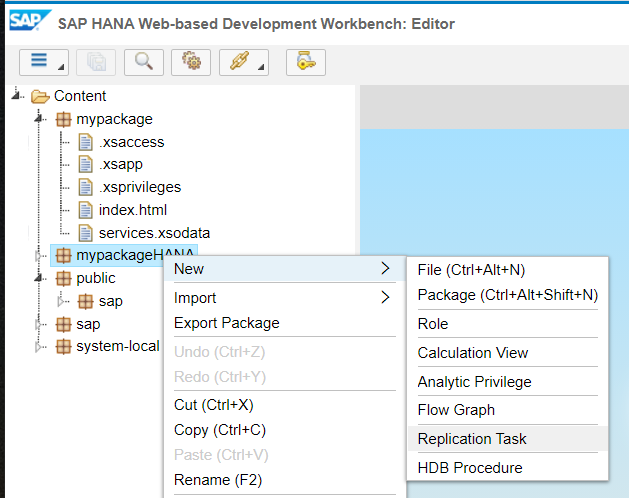 SAP SAP HANA Web-based Development Workbench: Editor
Content
mypackage
.xsaccess
.xsapp
.xsprivileges
index.html
services.xsodata
mypackageHANA
public
sap
sap
system-local
New
Import
Export Package
Undo (Ctrl+Z)
Redo (Ctrl+Y)
Cut (Ctrl+X)
Copy (Ctrl+C)
Paste (Ctrl+V)
Rename (F2)
File (Ctrl+Alt+N)
Package (Ctrl+Alt+Shift+N)
Role
Calculation View
Analytic Privilege
Flow Graph
Replication Task
HDB Procedure